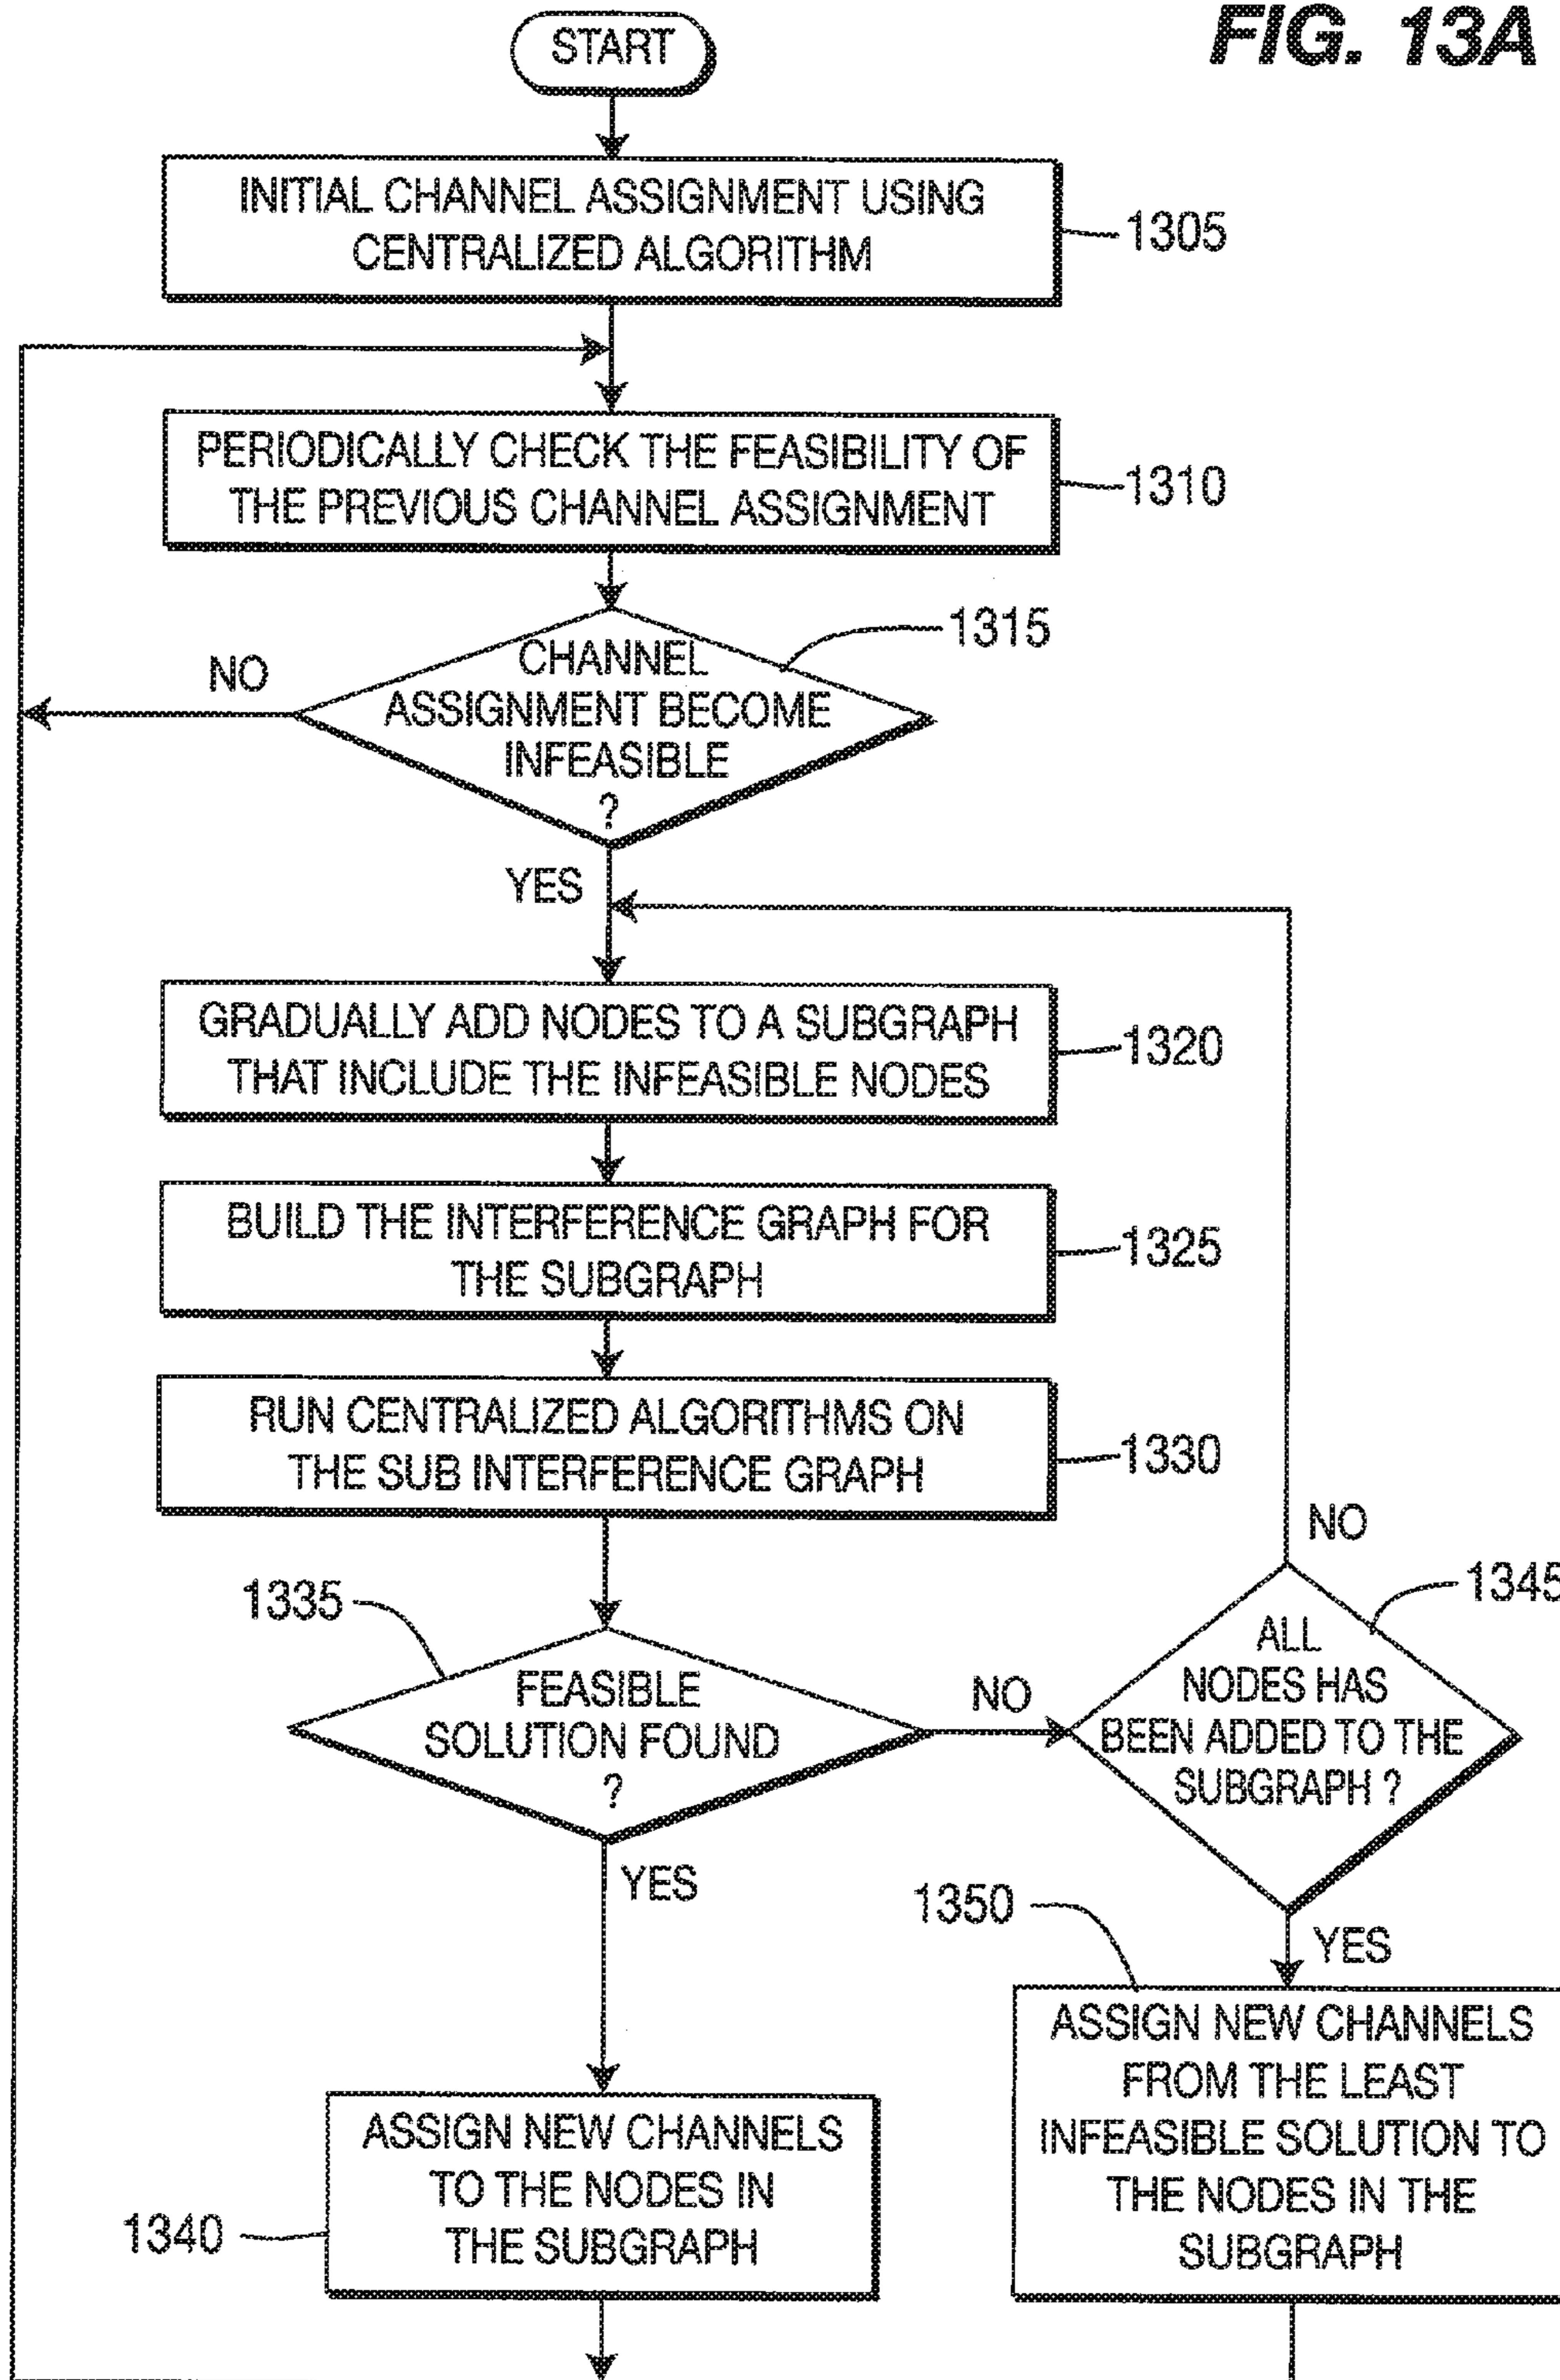 FIG. 13A
START
INITIAL CHANNEL ASSIGNMENT USING
CENTRALIZED ALGORITHM
1305
PERIODICALLY CHECK THE FEASIBILITY OF
THE PREVIOUS CHANNEL ASSIGNMENT
1310
1315
NO
CHANNEL
ASSIGNMENT BECOME
INFEASIBLE
?
YES
GRADUALLY ADD NODES TO A SUBGRAPH
THAT INCLUDE THE INFEASIBLE NODES
1320
BUILD THE INTERFERENCE GRAPH FOR
THE SUBGRAPH
1325
RUN CENTRALIZED ALGORITHMS ON
THE SUB INTERFERENCE GRAPH
1330
NO
1335
1345
FEASIBLE
SOLUTION FOUND
?
NO
ALL
NODES HAS
BEEN ADDED TO THE
SUBGRAPH ?
YES
1350
YES
ASSIGN NEW CHANNELS
TO THE NODES IN
THE SUBGRAPH
1340
ASSIGN NEW CHANNELS
FROM THE LEAST
INFEASIBLE SOLUTION TO
THE NODES IN THE
SUBGRAPH